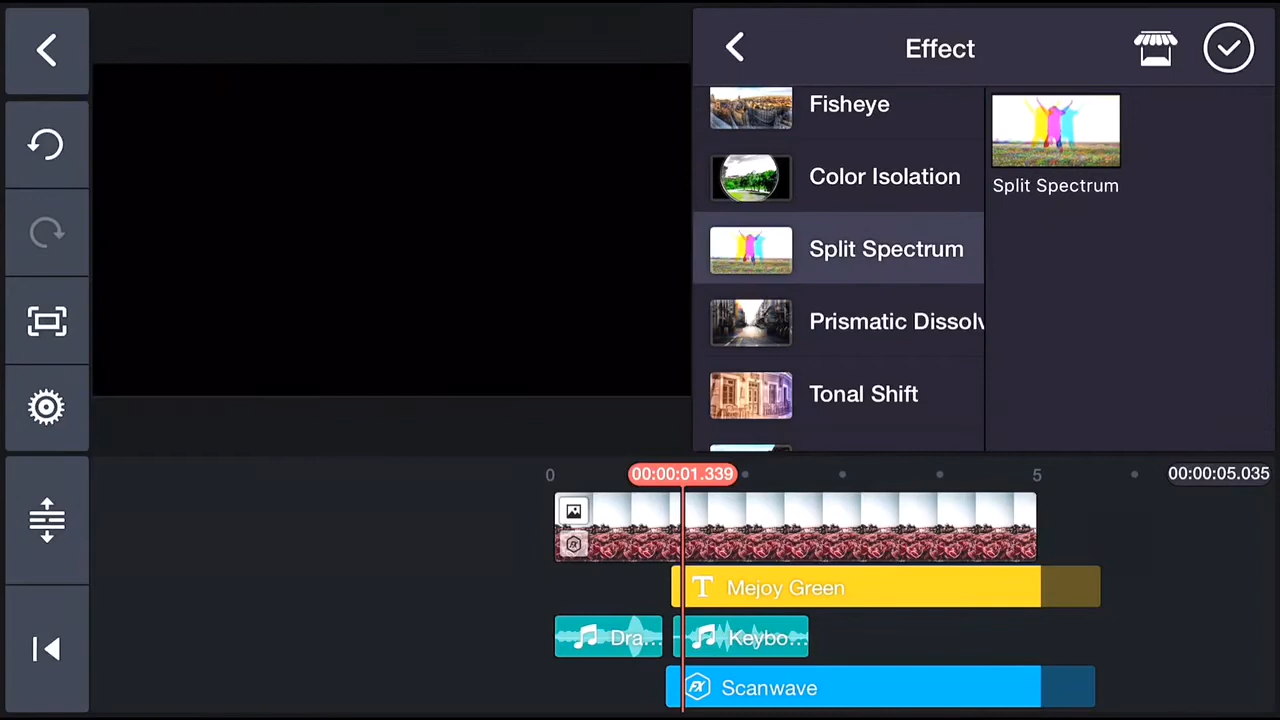 Effect
Fisheye
Color Isolation
Split Spectrum
Prismatic Dissolv
Tonal Shift
Split Spectrum
0
00:00:01.339
5
00:00:05.035
T Mejoy Green
Dra...
Keybo...
FX Scanwave